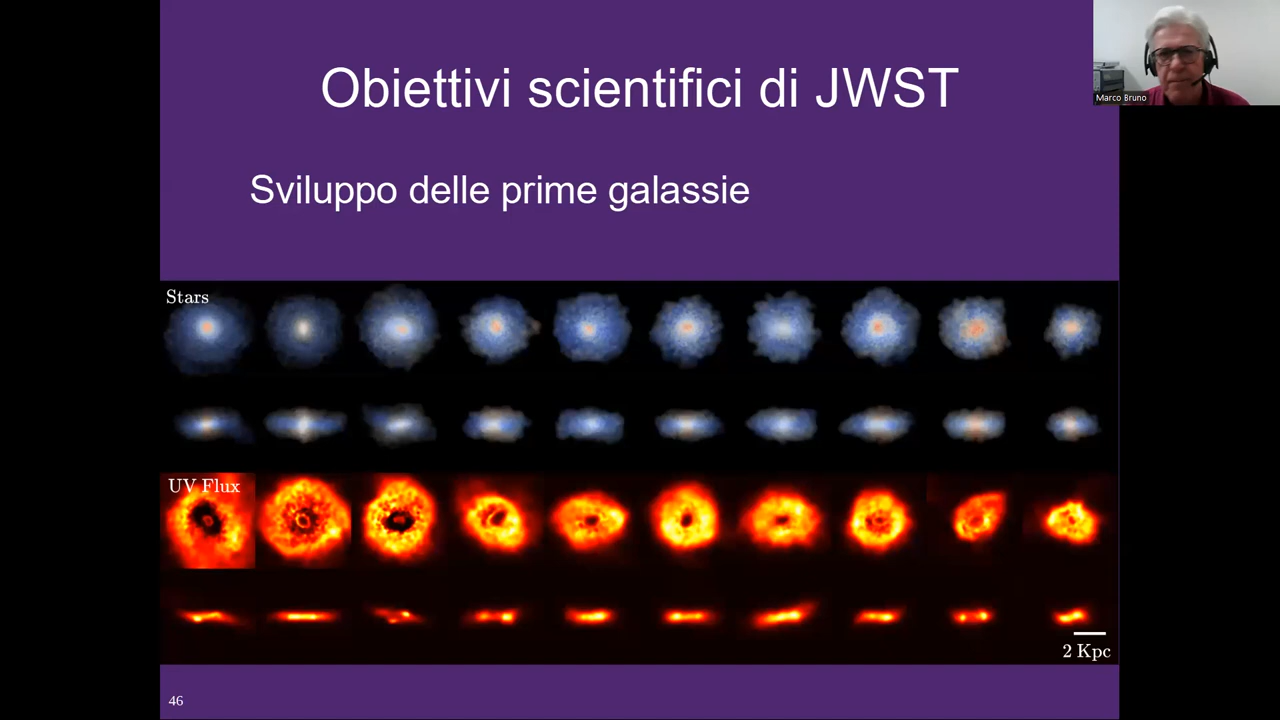 Obiettivi scientifici di JWST
Marco Bruno
Sviluppo delle prime galassie
Stars
UV Flux
2 Kpc
46